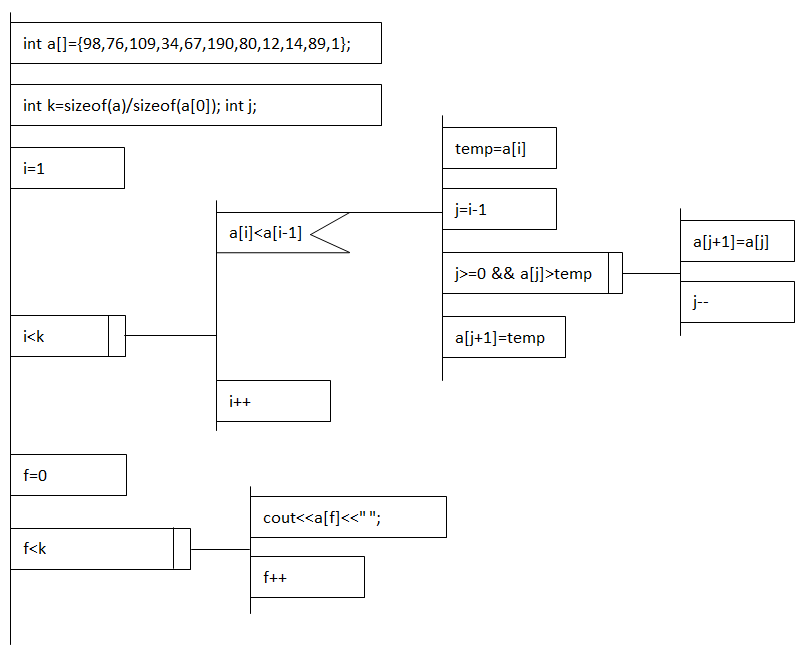 int a[]={98,76,109,34,67,190,80,12,14,89,1};
int k=sizeof(a)/sizeof(a[0]); int j;
i=1
i<k
a[i]<a[i-1]
temp=a[i]
j=i-1
j>=0 && a[j]>temp
a[j+1]=a[j]
j--
a[j+1]=temp
i++
f=0
f<k
cout<<a[f]<<" ";
f++